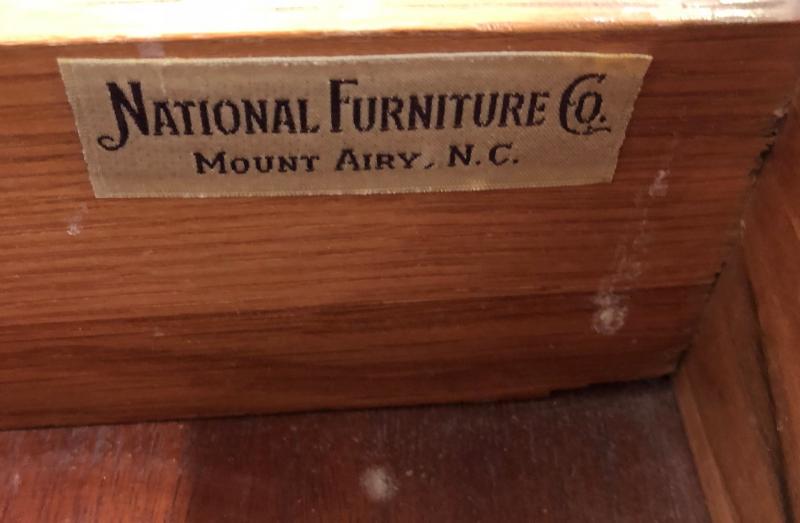 National Furniture Co.
Mount Airy, N.C.